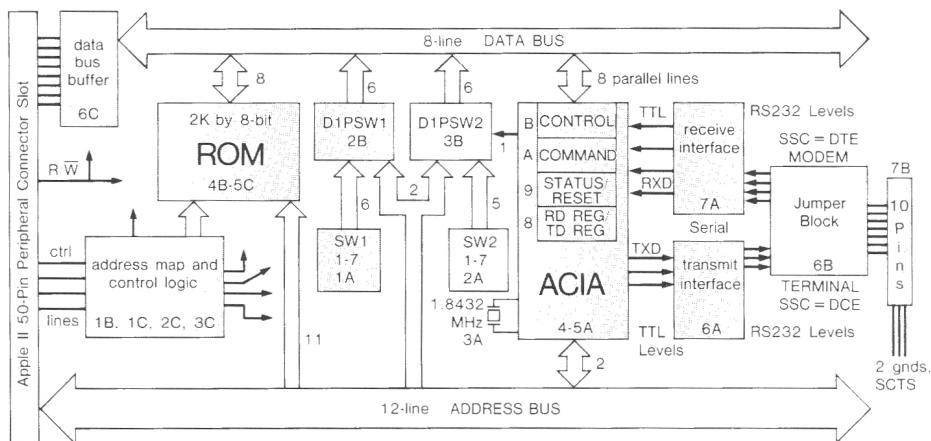 Apple II 50-Pin Peripheral Connector Slot
data
bus
buffer
6C
8-line DATA BUS
8
6
6
8 parallel lines
R W̅
2K by 8-bit
ROM
4B-5C
D1PSW1
2B
D1PSW2
3B
1
2
6
5
SW1
1-7
1A
SW2
1-7
2A
B
CONTROL
A
COMMAND
9
STATUS/
RESET
8
RD REG/
TD REG
ACIA
4-5A
TTL
RXD
TXD
TTL
Levels
receive
interface
7A
Serial
transmit
interface
6A
RS232 Levels
RS232 Levels
SSC = DTE
MODEM
Jumper
Block
6B
TERMINAL
SSC = DCE
7B
10
Pins
2 gnds,
SCTS
ctrl
lines
address map and
control logic
1B. 1C, 2C, 3C
11
1.8432
MHz
3A
2
12-line ADDRESS BUS